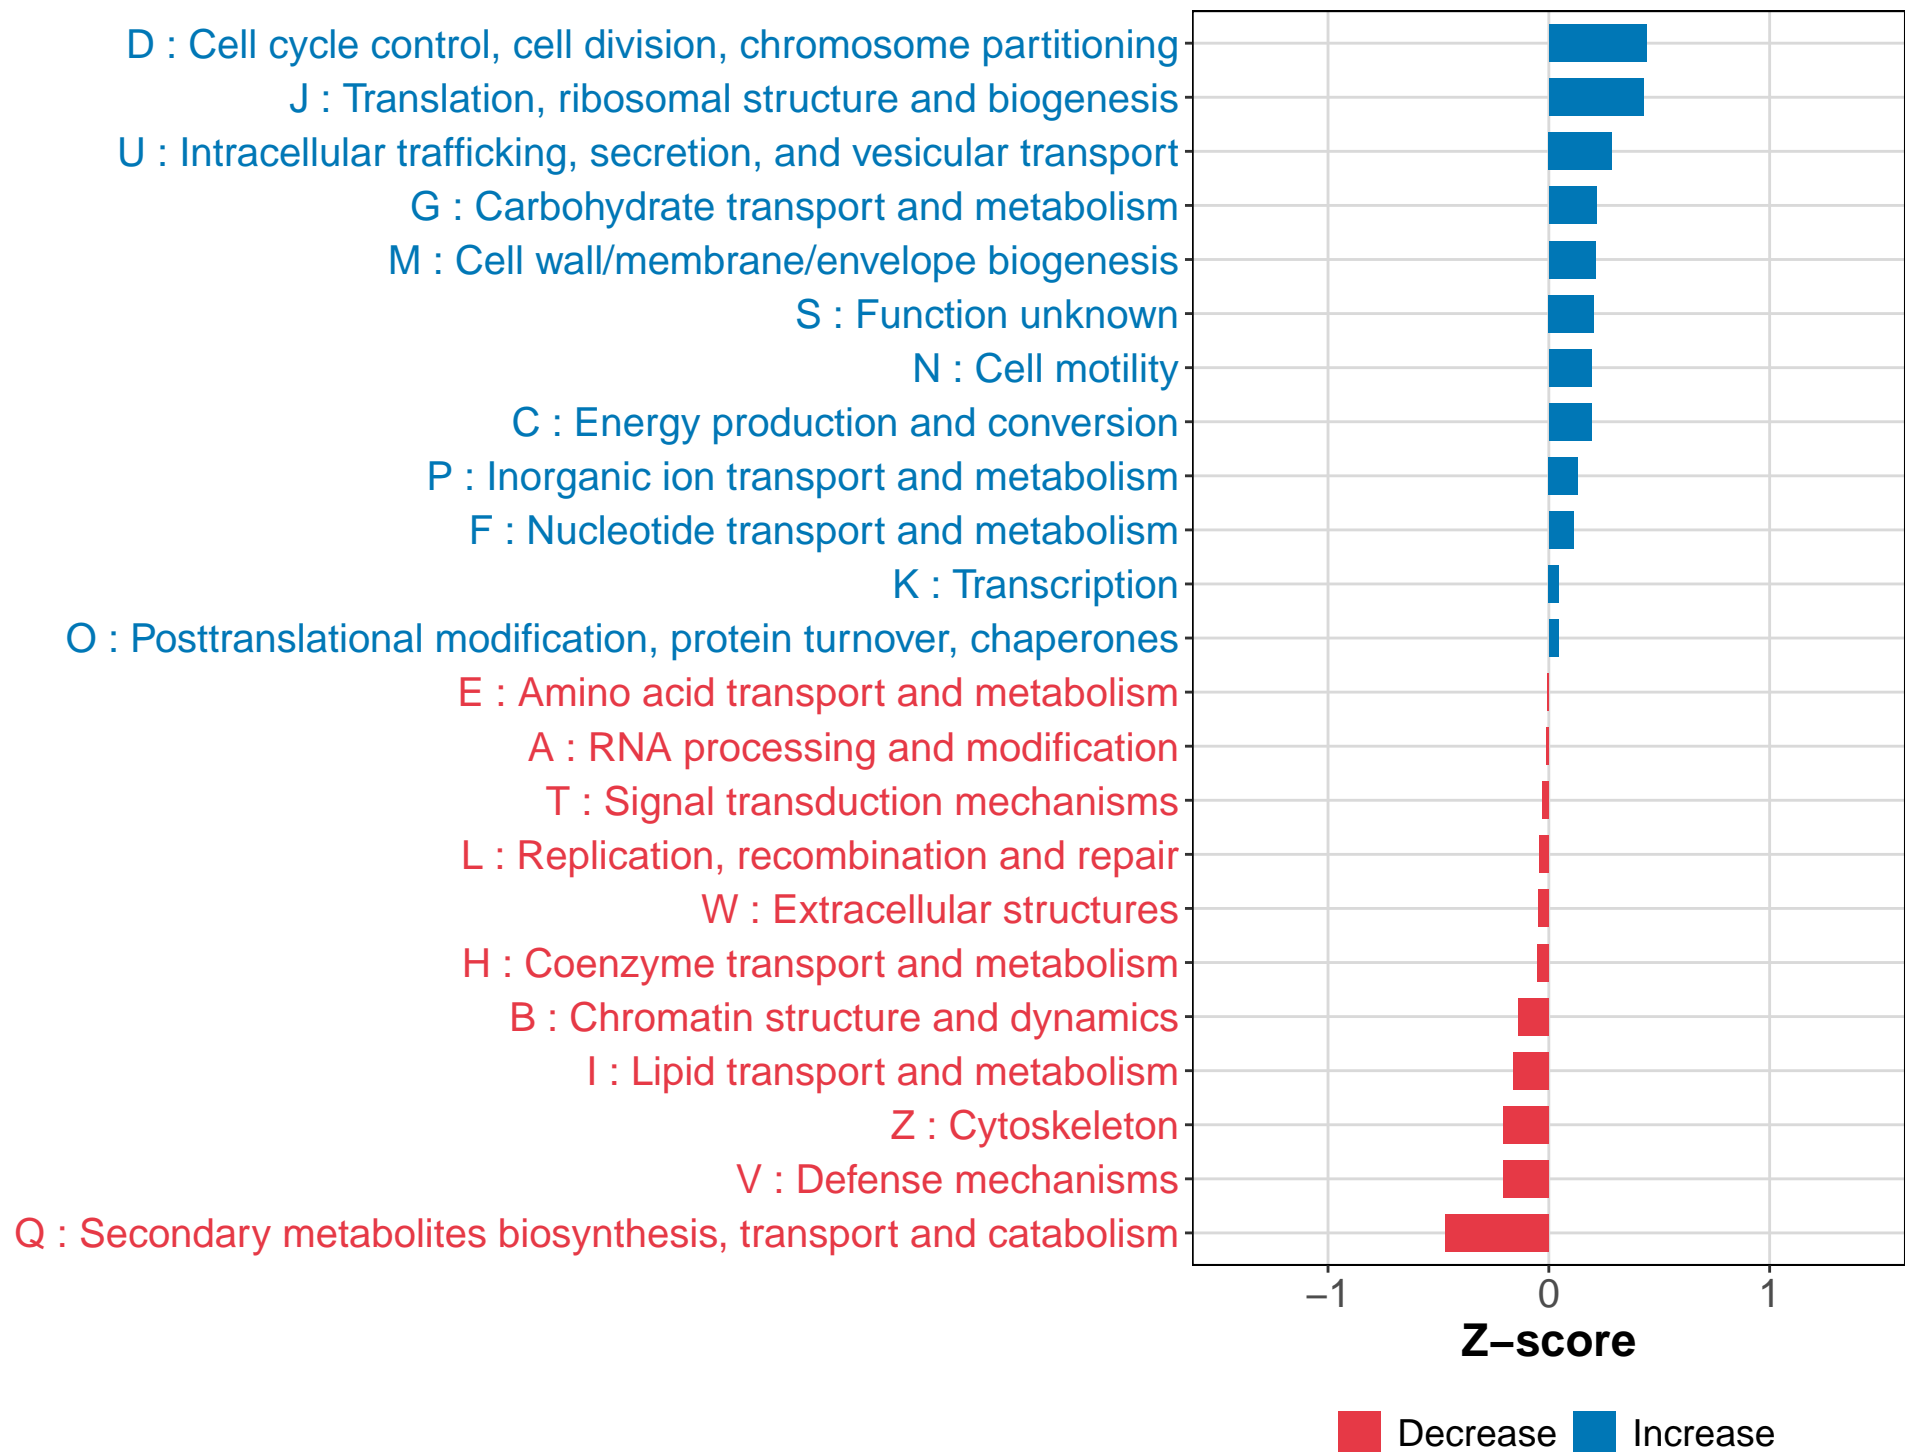 D : Cell cycle control, cell division, chromosome partitioning
J : Translation, ribosomal structure and biogenesis
U : Intracellular trafficking, secretion, and vesicular transport
G : Carbohydrate transport and metabolism
M : Cell wall/membrane/envelope biogenesis
S : Function unknown
N : Cell motility
C : Energy production and conversion
P : Inorganic ion transport and metabolism
F : Nucleotide transport and metabolism
K : Transcription
O : Posttranslational modification, protein turnover, chaperones
E : Amino acid transport and metabolism
A : RNA processing and modification
T : Signal transduction mechanisms
L : Replication, recombination and repair
W : Extracellular structures
H : Coenzyme transport and metabolism
B : Chromatin structure and dynamics
I : Lipid transport and metabolism
Z : Cytoskeleton
V : Defense mechanisms
Q : Secondary metabolites biosynthesis, transport and catabolism
−1 0 1
Z−score
Decrease Increase